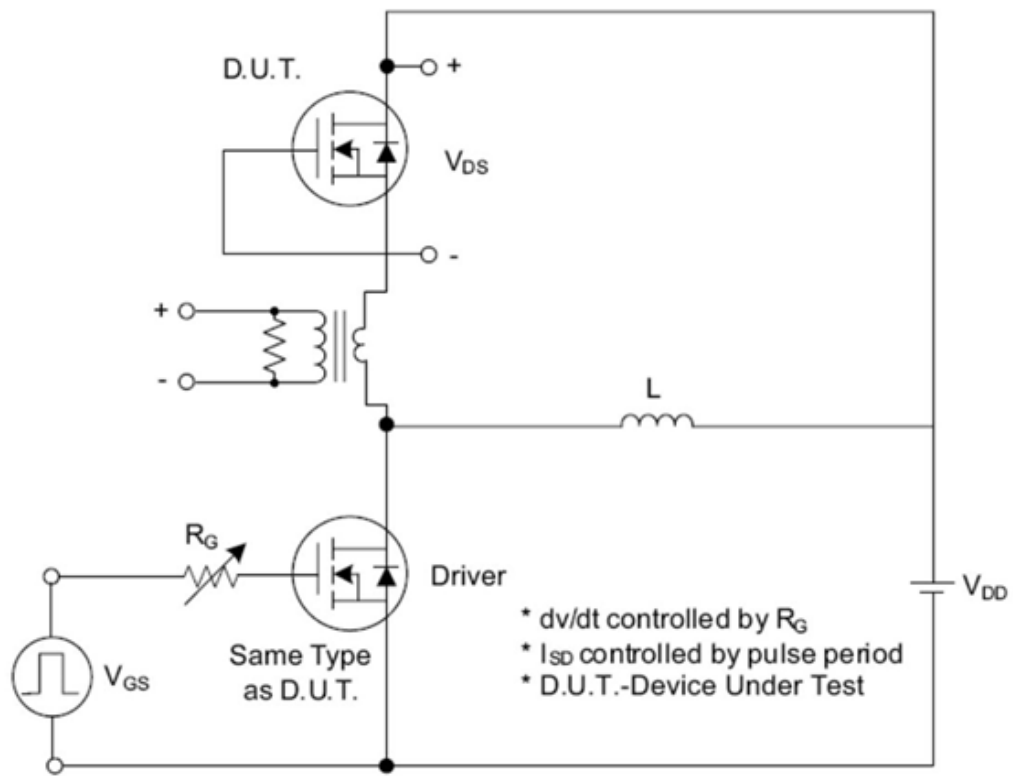 D.U.T.
+
VDS
-
+
-
L
RG
Driver
VDD
VGS
Same Type
as D.U.T.
* dv/dt controlled by RG
* ISD controlled by pulse period
* D.U.T.-Device Under Test